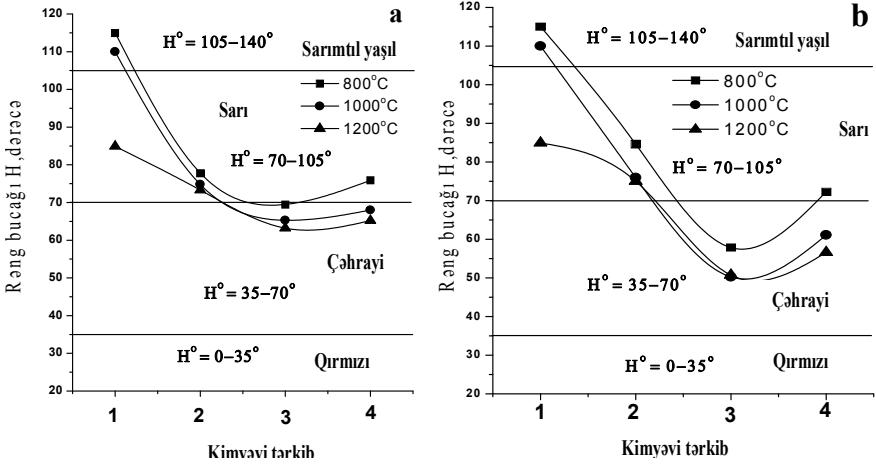 a
120
110
100
90
80
70
60
50
40
30
20
Rəng bucağı H ,dərəcə
H° = 105–140°
Sarımtıl yaşıl
800°C
1000°C
1200°C
Sarı
H° = 70–105°
Çəhrayi
H° = 35–70°
H° = 0–35°
Qırmızı
1 2 3 4
Kimyəvi tərkib
b
120
110
100
90
80
70
60
50
40
30
20
Rəng bucağı H ,dərəcə
H° = 105–140°
Sarımtıl yaşıl
800°C
1000°C
1200°C
Sarı
H° = 70–105°
H° = 35–70°
Çəhrayi
H° = 0–35°
Qırmızı
1 2 3 4
Kimyəvi tərkib